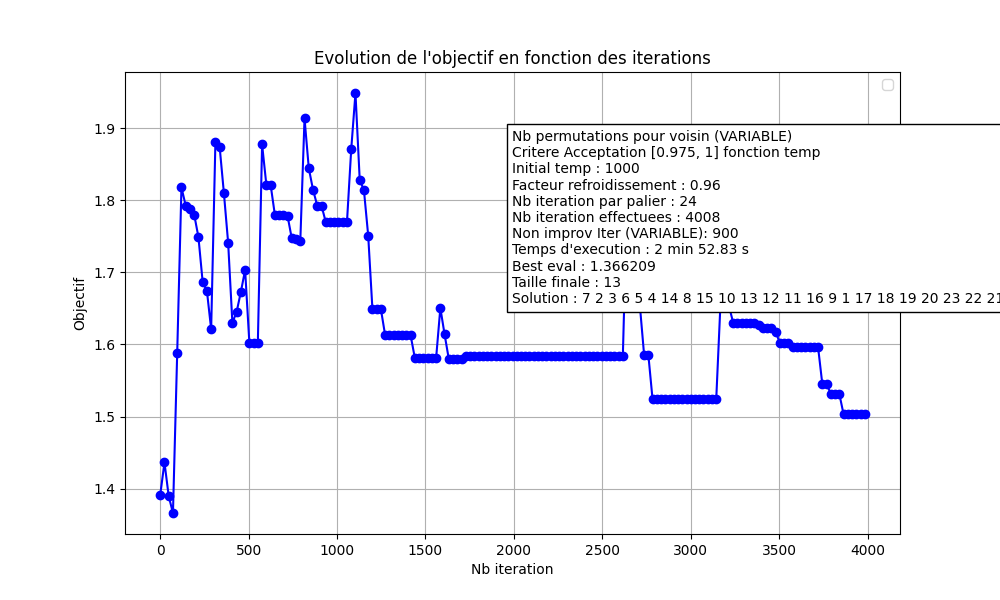 Evolution de l'objectif en fonction des iterations
Objectif
1.9
1.8
1.7
1.6
1.5
1.4
Nb permutations pour voisin (VARIABLE)
Critere Acceptation [0.975, 1] fonction temp
Initial temp : 1000
Facteur refroidissement : 0.96
Nb iteration par palier : 24
Nb iteration effectuees : 4008
Non improv Iter (VARIABLE): 900
Temps d'execution : 2 min 52.83 s
Best eval : 1.366209
Taille finale : 13
Solution : 7 2 3 6 5 4 14 8 15 10 13 12 11 16 9 1 17 18 19 20 23 22 21
0 500 1000 1500 2000 2500 3000 3500 4000
Nb iteration